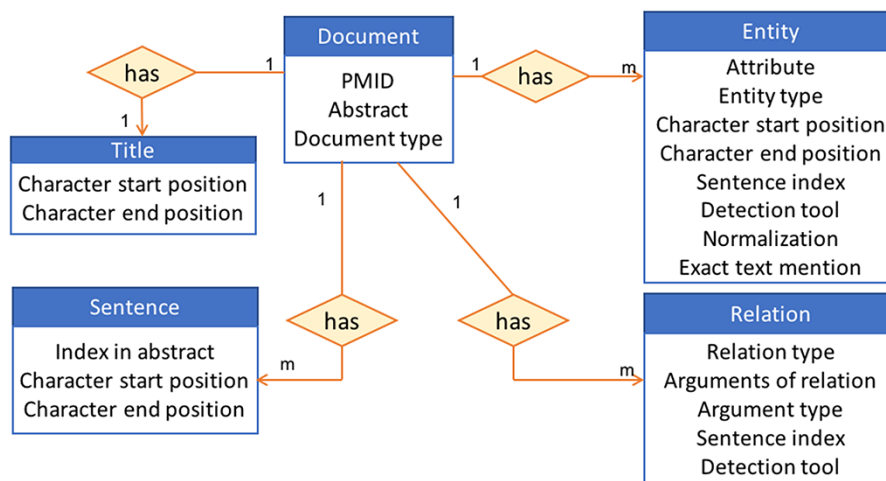 Document
PMID
Abstract
Document type
has
1
1
Title
Character start position
Character end position
1
has
m
Entity
Attribute
Entity type
Character start position
Character end position
Sentence index
Detection tool
Normalization
Exact text mention
1
has
m
Sentence
Index in abstract
Character start position
Character end position
1
has
m
Relation
Relation type
Arguments of relation
Argument type
Sentence index
Detection tool